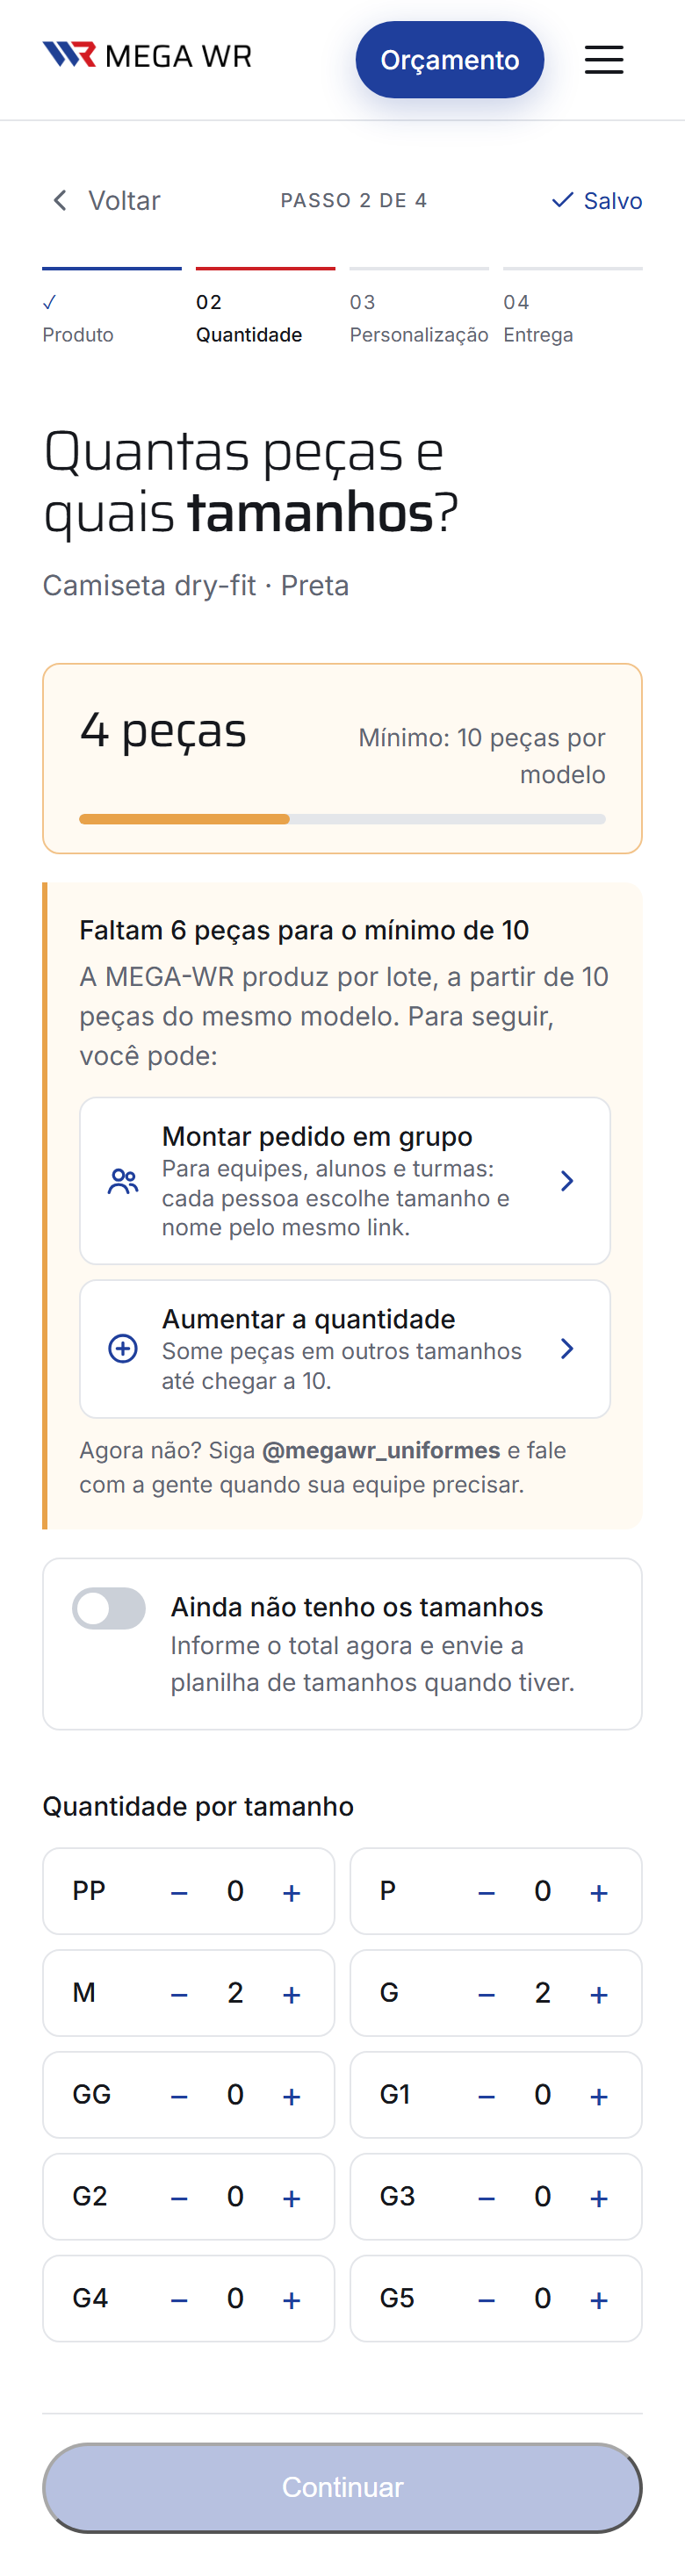 MEGA WR
Orçamento
Voltar
PASSO 2 DE 4
Salvo
✓
Produto
02
Quantidade
03
Personalização
04
Entrega
Quantas peças e
quais tamanhos?
Camiseta dry-fit · Preta
4 peças
Mínimo: 10 peças por
modelo
Faltam 6 peças para o mínimo de 10
A MEGA-WR produz por lote, a partir de 10
peças do mesmo modelo. Para seguir,
você pode:
Montar pedido em grupo
Para equipes, alunos e turmas:
cada pessoa escolhe tamanho e
nome pelo mesmo link.
Aumentar a quantidade
Some peças em outros tamanhos
até chegar a 10.
Agora não? Siga @megawr_uniformes e fale
com a gente quando sua equipe precisar.
Ainda não tenho os tamanhos
Informe o total agora e envie a
planilha de tamanhos quando tiver.
Quantidade por tamanho
PP − 0 +
P − 0 +
M − 2 +
G − 2 +
GG − 0 +
G1 − 0 +
G2 − 0 +
G3 − 0 +
G4 − 0 +
G5 − 0 +
Continuar